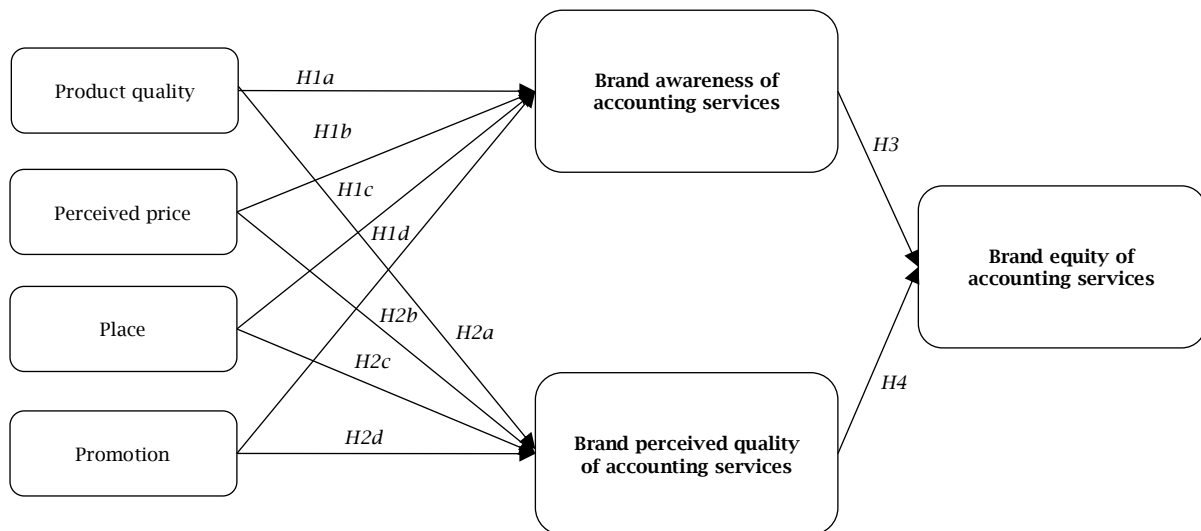 Product quality
Perceived price
Place
Promotion
H1a
H1b
H1c
H1d
H2b
H2a
H2c
H2d
Brand awareness of
accounting services
Brand perceived quality
of accounting services
H3
H4
Brand equity of
accounting services